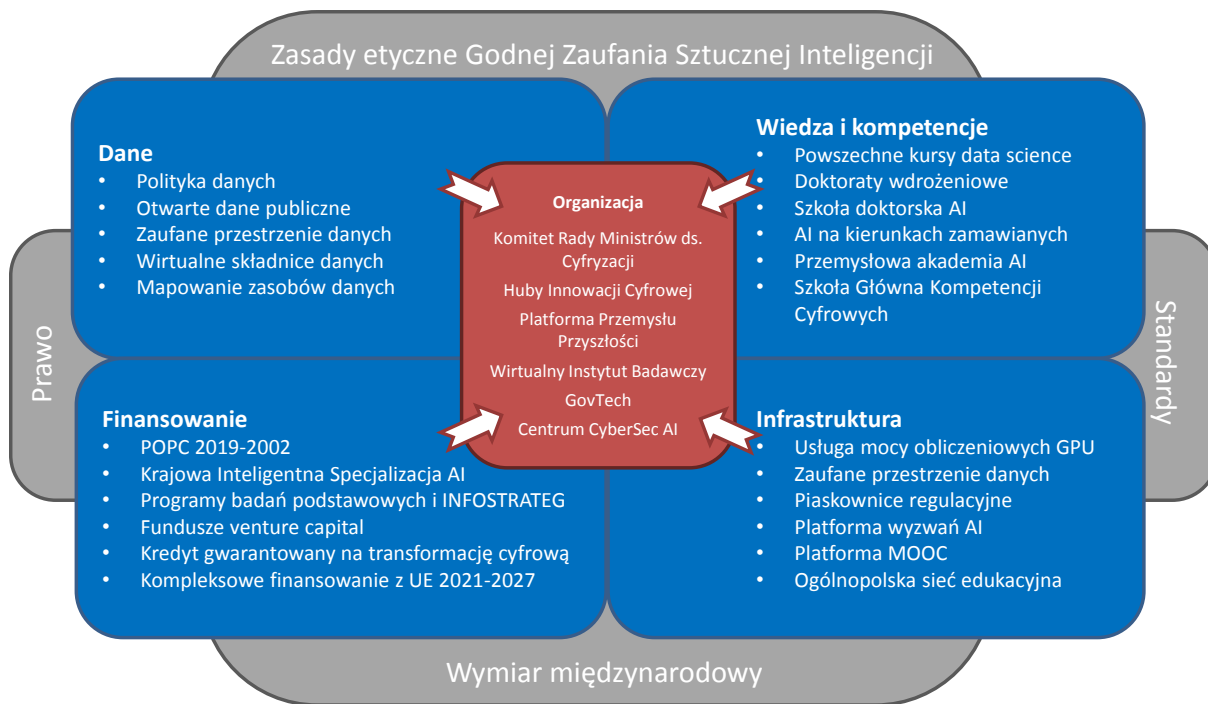 Zasady etyczne Godnej Zaufania Sztucznej Inteligencji
Dane
• Polityka danych
• Otwarte dane publiczne
• Zaufane przestrzenie danych
• Wirtualne składnice danych
• Mapowanie zasobów danych
Wiedza i kompetencje
• Powszechne kursy data science
• Doktoraty wdrożeniowe
• Szkoła doktorska AI
• AI na kierunkach zamawianych
• Przemysłowa akademia AI
• Szkoła Główna Kompetencji
Cyfrowych
Organizacja
Komitet Rady Ministrów ds.
Cyfryzacji
Huby Innowacji Cyfrowej
Platforma Przemysłu
Przyszłości
Wirtualny Instytut Badawczy
GovTech
Centrum CyberSec AI
Prawo
Standardy
Finansowanie
• POPC 2019-2002
• Krajowa Inteligentna Specjalizacja AI
• Programy badań podstawowych i INFOSTRATEG
• Fundusze venture capital
• Kredyt gwarantowany na transformację cyfrową
• Kompleksowe finansowanie z UE 2021-2027
Infrastruktura
• Usługa mocy obliczeniowych GPU
• Zaufane przestrzenie danych
• Piaskownice regulacyjne
• Platforma wyzwań AI
• Platforma MOOC
• Ogólnopolska sieć edukacyjna
Wymiar międzynarodowy